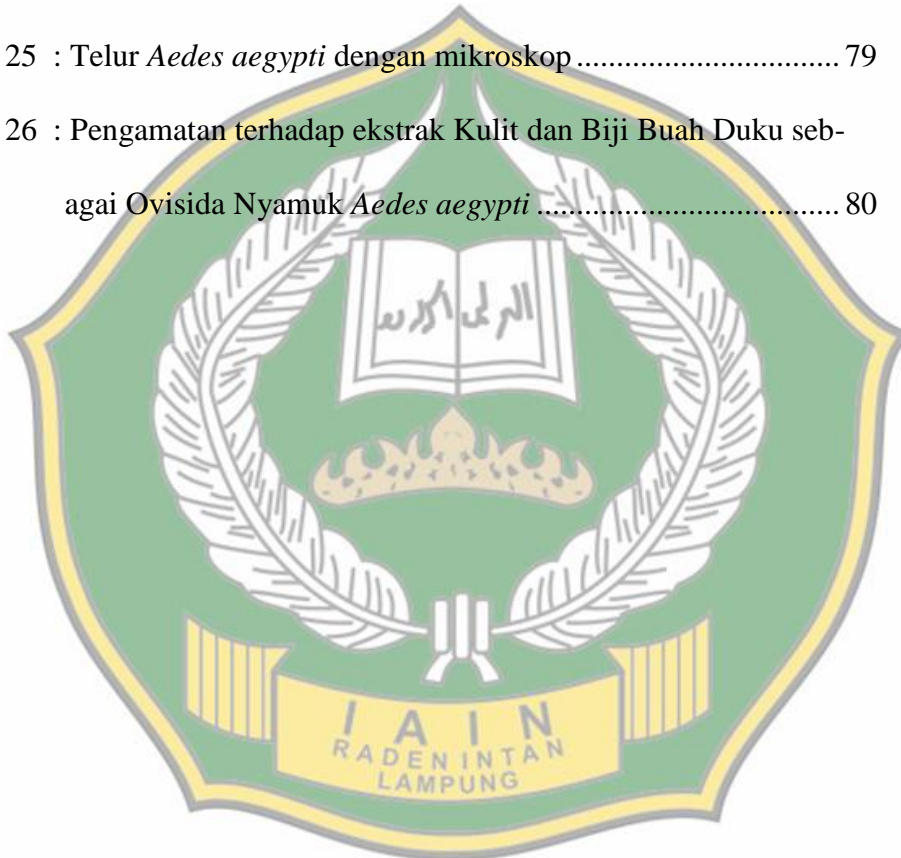 25 : Telur Aedes aegypti dengan mikroskop ................................. 79
26 : Pengamatan terhadap ekstrak Kulit dan Biji Buah Duku seb-
agai Ovisida Nyamuk Aedes aegypti ..................................... 80
IAIN
RADEN INTAN
LAMPUNG